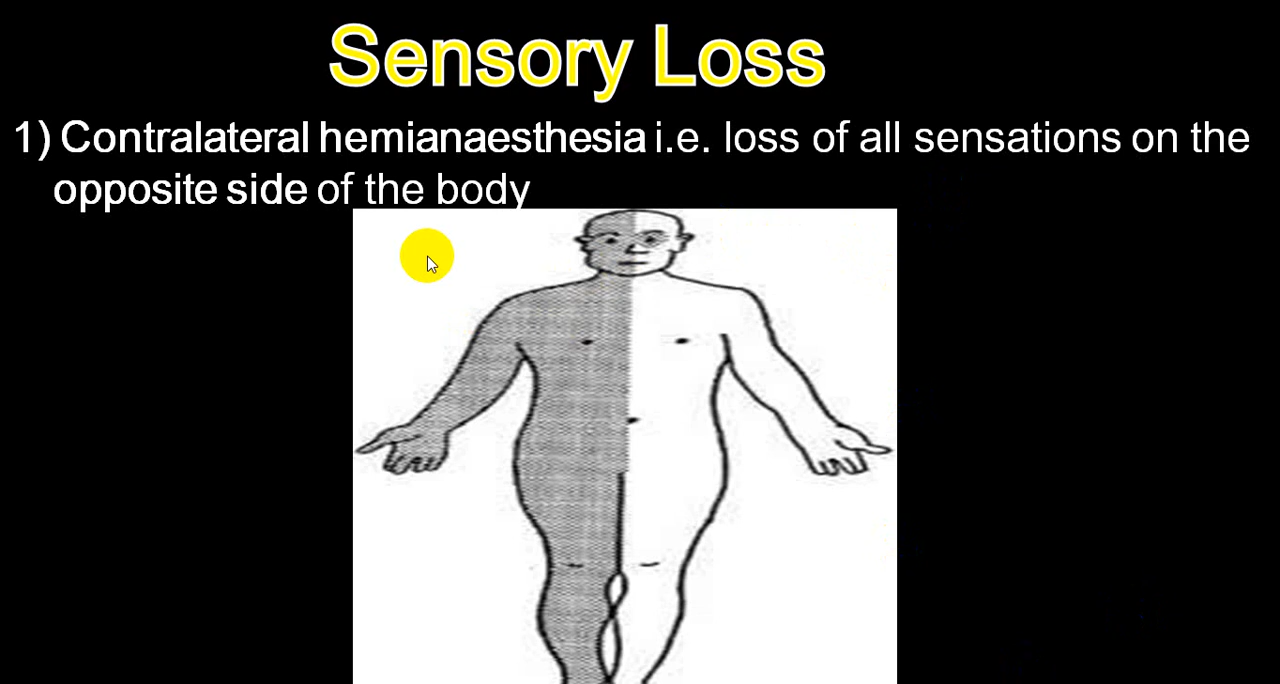 Sensory Loss
1) Contralateral hemianaesthesia i.e. loss of all sensations on the
opposite side of the body